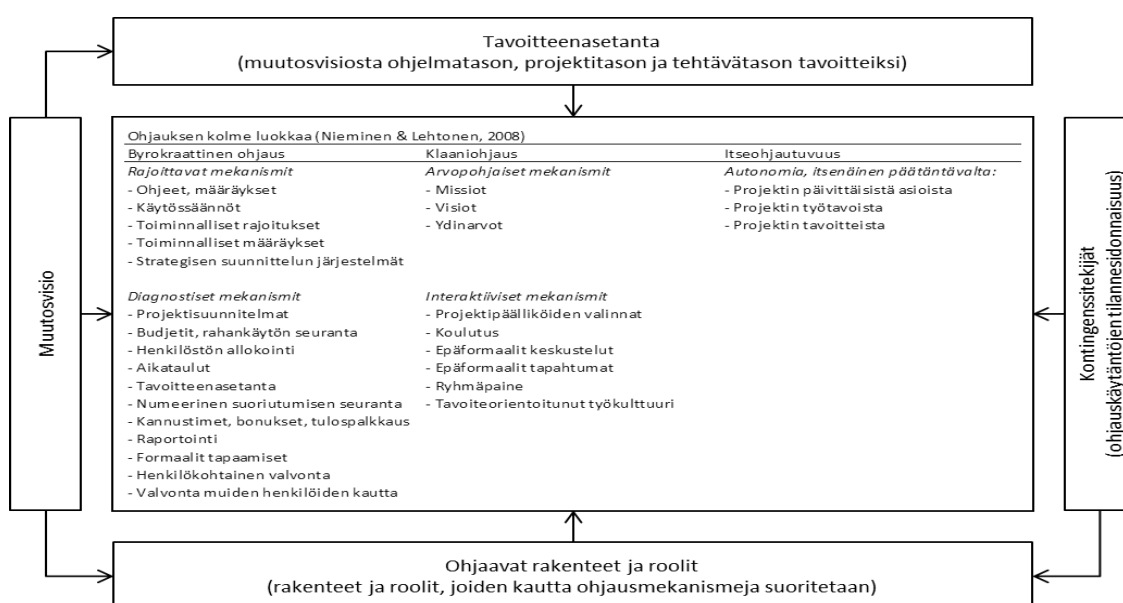 Tavoitteenasetanta
(muutosvisiosta ohjelmatason, projektitason ja tehtävätason tavoitteiksi)
Muutosvisio
Ohjauksen kolme luokkaa (Nieminen & Lehtonen, 2008)
Byrokraattinen ohjaus Klaaniohjaus Itseohjautuvuus
Rajoittavat mekanismit Arvopohjaiset mekanismit Autonomia, itsenäinen päätäntävalta:
- Ohjeet, määräykset - Missiot - Projektin päivittäisistä asioista
- Käytössäännöt - Visiot - Projektin työtavoista
- Toiminnalliset rajoitukset - Ydinarvot - Projektin tavoitteista
- Toiminnalliset määräykset
- Strategisen suunnittelun järjestelmät
Diagnostiset mekanismit Interaktiiviset mekanismit
- Projektisuunnitelmat - Projektipäälliköiden valinnat
- Budjetit, rahankäytön seuranta - Koulutus
- Henkilöstön allokointi - Epäformaalit keskustelut
- Aikataulut - Epäformaalit tapahtumat
- Tavoitteenasetanta - Ryhmäpaine
- Numeerinen suoriutumisen seuranta - Tavoiteorientoitunut työkulttuuri
- Kannustimet, bonukset, tulospalkkaus
- Raportointi
- Formaalit tapaamiset
- Henkilökohtainen valvonta
- Valvonta muiden henkilöiden kautta
Kontingenssitekijät
(ohjauskäytäntöjen tilannesidonnaisuus)
Ohjaavat rakenteet ja roolit
(rakenteet ja roolit, joiden kautta ohjausmekanismeja suoritetaan)